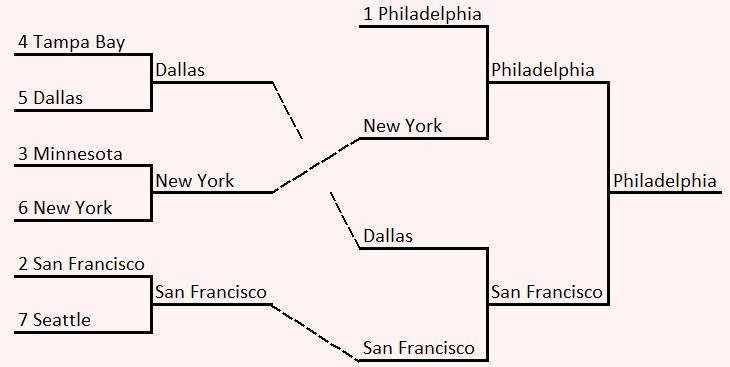 4 Tampa Bay
5 Dallas
Dallas
3 Minnesota
6 New York
New York
2 San Francisco
7 Seattle
San Francisco
1 Philadelphia
New York
Philadelphia
Dallas
San Francisco
San Francisco
Philadelphia